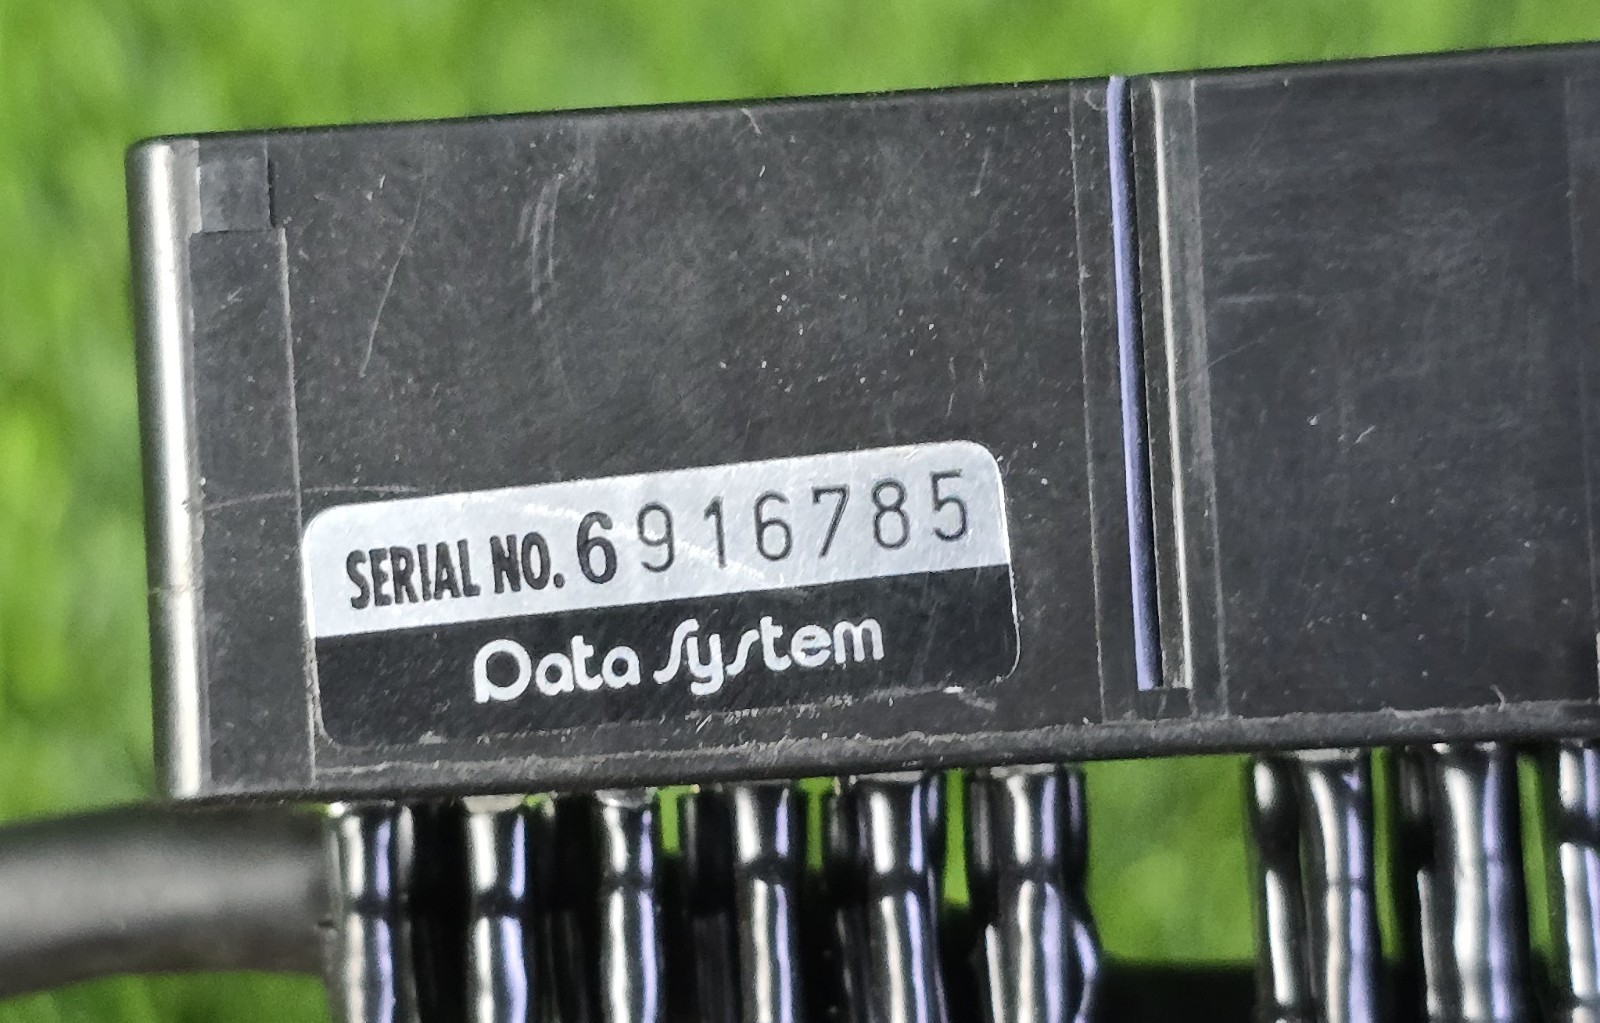 SERIAL NO. 6916785
Data System